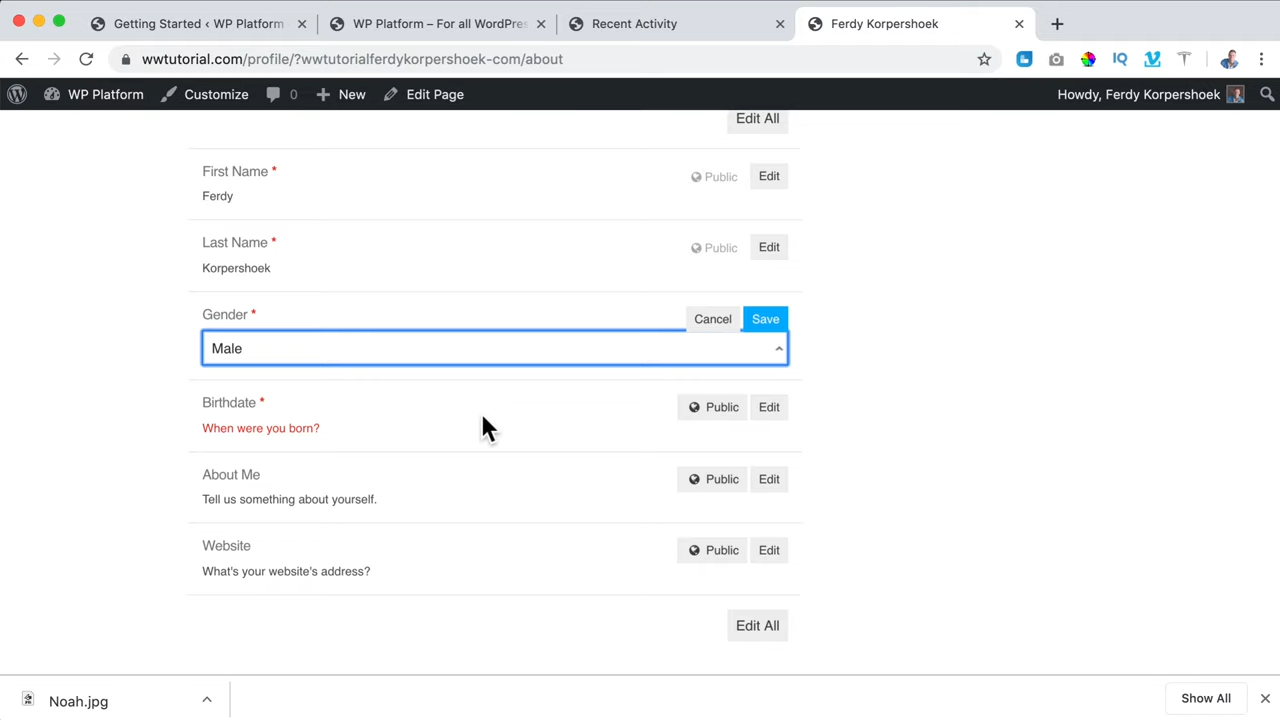 Getting Started ‹ WP Platform
WP Platform – For all WordPres
Recent Activity
Ferdy Korpershoek
wwtutorial.com/profile/?wwtutorialferdykorpershoek-com/about
WP Platform
Customize
0
New
Edit Page
Howdy, Ferdy Korpershoek
Edit All
First Name *
Public
Edit
Ferdy
Last Name *
Public
Edit
Korpershoek
Gender *
Cancel
Save
Male
Birthdate *
Public
Edit
When were you born?
About Me
Public
Edit
Tell us something about yourself.
Website
Public
Edit
What's your website's address?
Edit All
Noah.jpg
Show All